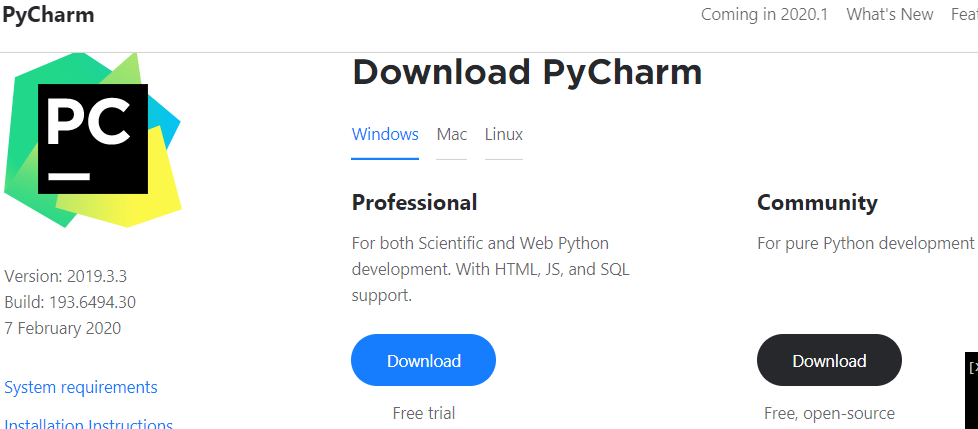 PyCharm
Coming in 2020.1 What's New
Download PyCharm
PC
Windows Mac Linux
Professional
For both Scientific and Web Python
development. With HTML, JS, and SQL
support.
Download
Free trial
Community
For pure Python development
Download
Free, open-source
Version: 2019.3.3
Build: 193.6494.30
7 February 2020
System requirements
Installation Instructions